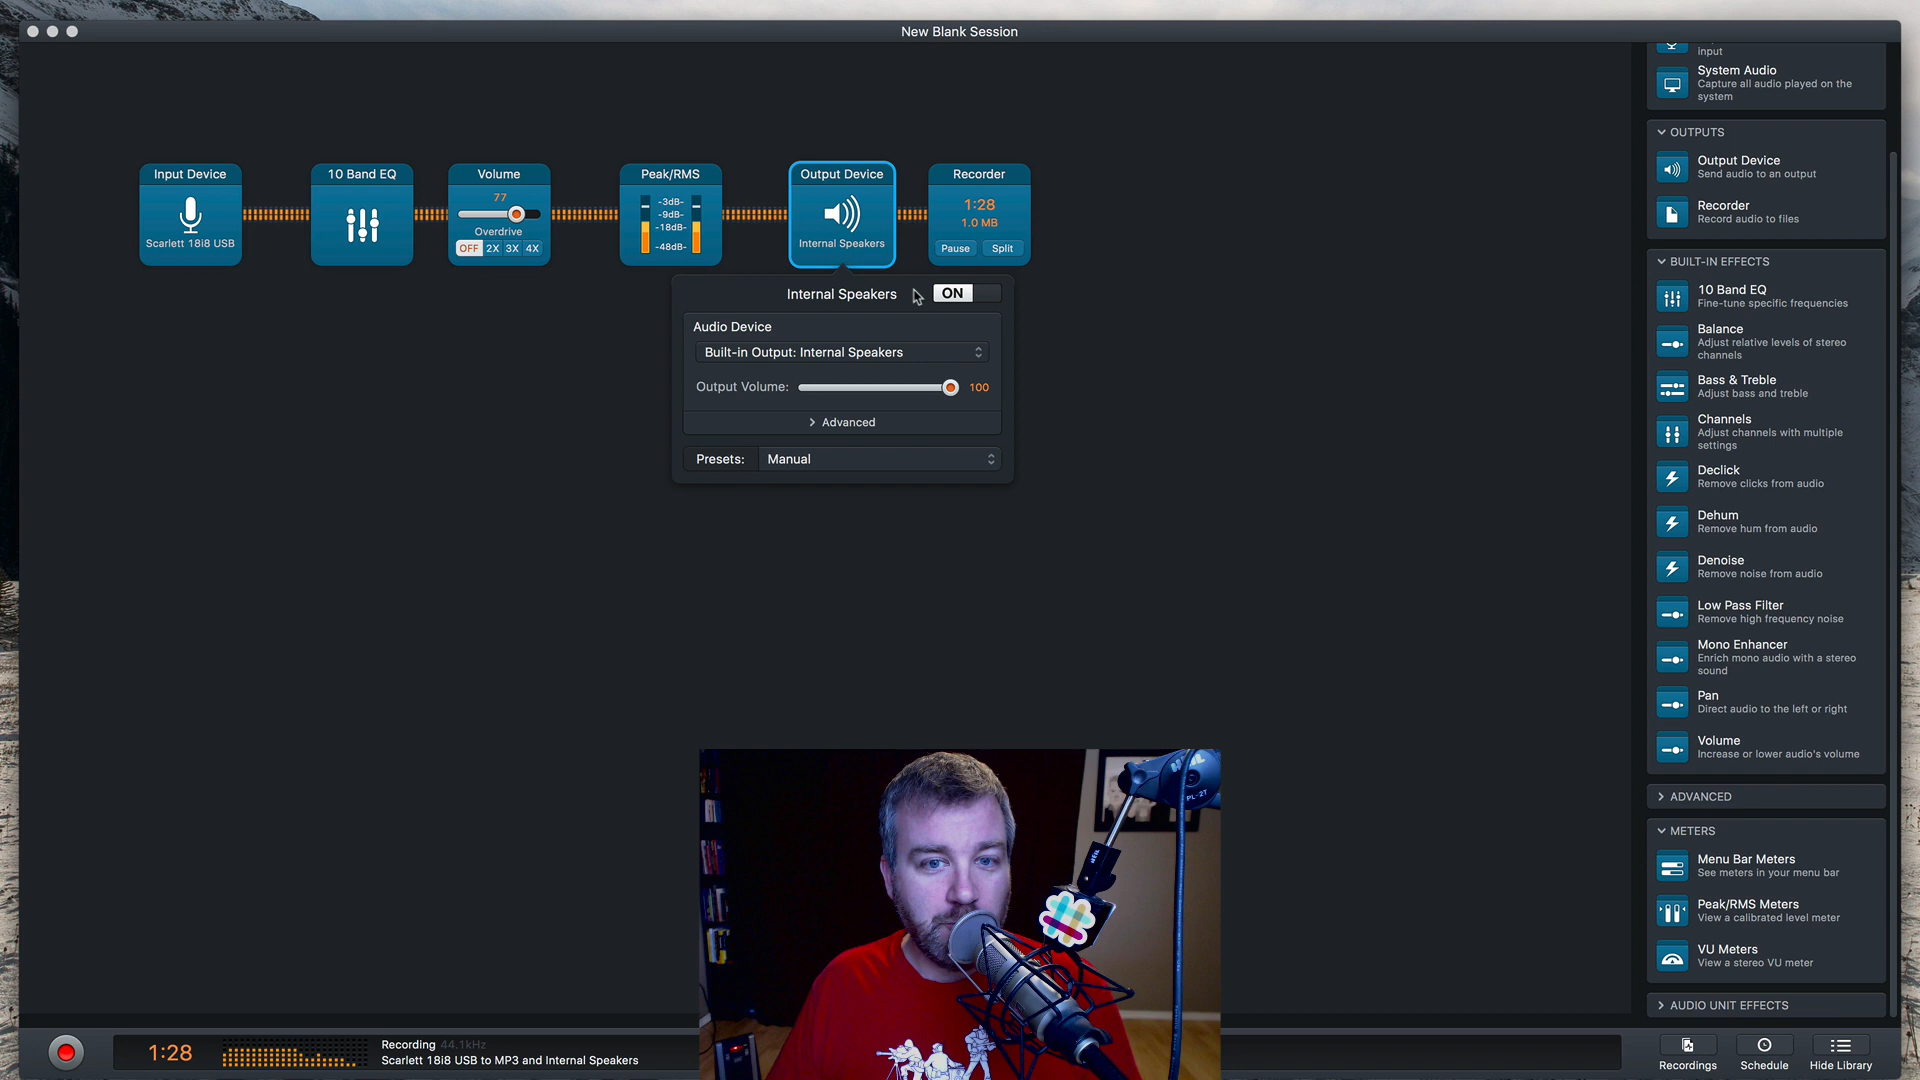 New Blank Session
input
System Audio
Capture all audio played on the
system
OUTPUTS
Output Device
Send audio to an output
Recorder
Record audio to files
BUILT-IN EFFECTS
10 Band EQ
Fine-tune specific frequencies
Balance
Adjust relative levels of stereo
channels
Bass & Treble
Adjust bass and treble
Channels
Adjust channels with multiple
settings
Declick
Remove clicks from audio
Dehum
Remove hum from audio
Denoise
Remove noise from audio
Low Pass Filter
Remove high frequency noise
Mono Enhancer
Enrich mono audio with a stereo
sound
Pan
Direct audio to the left or right
Volume
Increase or lower audio's volume
ADVANCED
METERS
Menu Bar Meters
See meters in your menu bar
Peak/RMS Meters
View a calibrated level meter
VU Meters
View a stereo VU meter
AUDIO UNIT EFFECTS
Input Device
Scarlett 18i8 USB
10 Band EQ
Volume
77
Overdrive
OFF 2X 3X 4X
Peak/RMS
-3dB-
-9dB-
-18dB-
-48dB-
Output Device
Internal Speakers
Recorder
1:28
1.0 MB
Pause Split
Internal Speakers ON
Audio Device
Built-in Output: Internal Speakers
Output Volume: 100
Advanced
Presets: Manual
PL-2T
1:28
Recording 44.1kHz
Scarlett 18i8 USB to MP3 and Internal Speakers
Recordings
Schedule
Hide Library